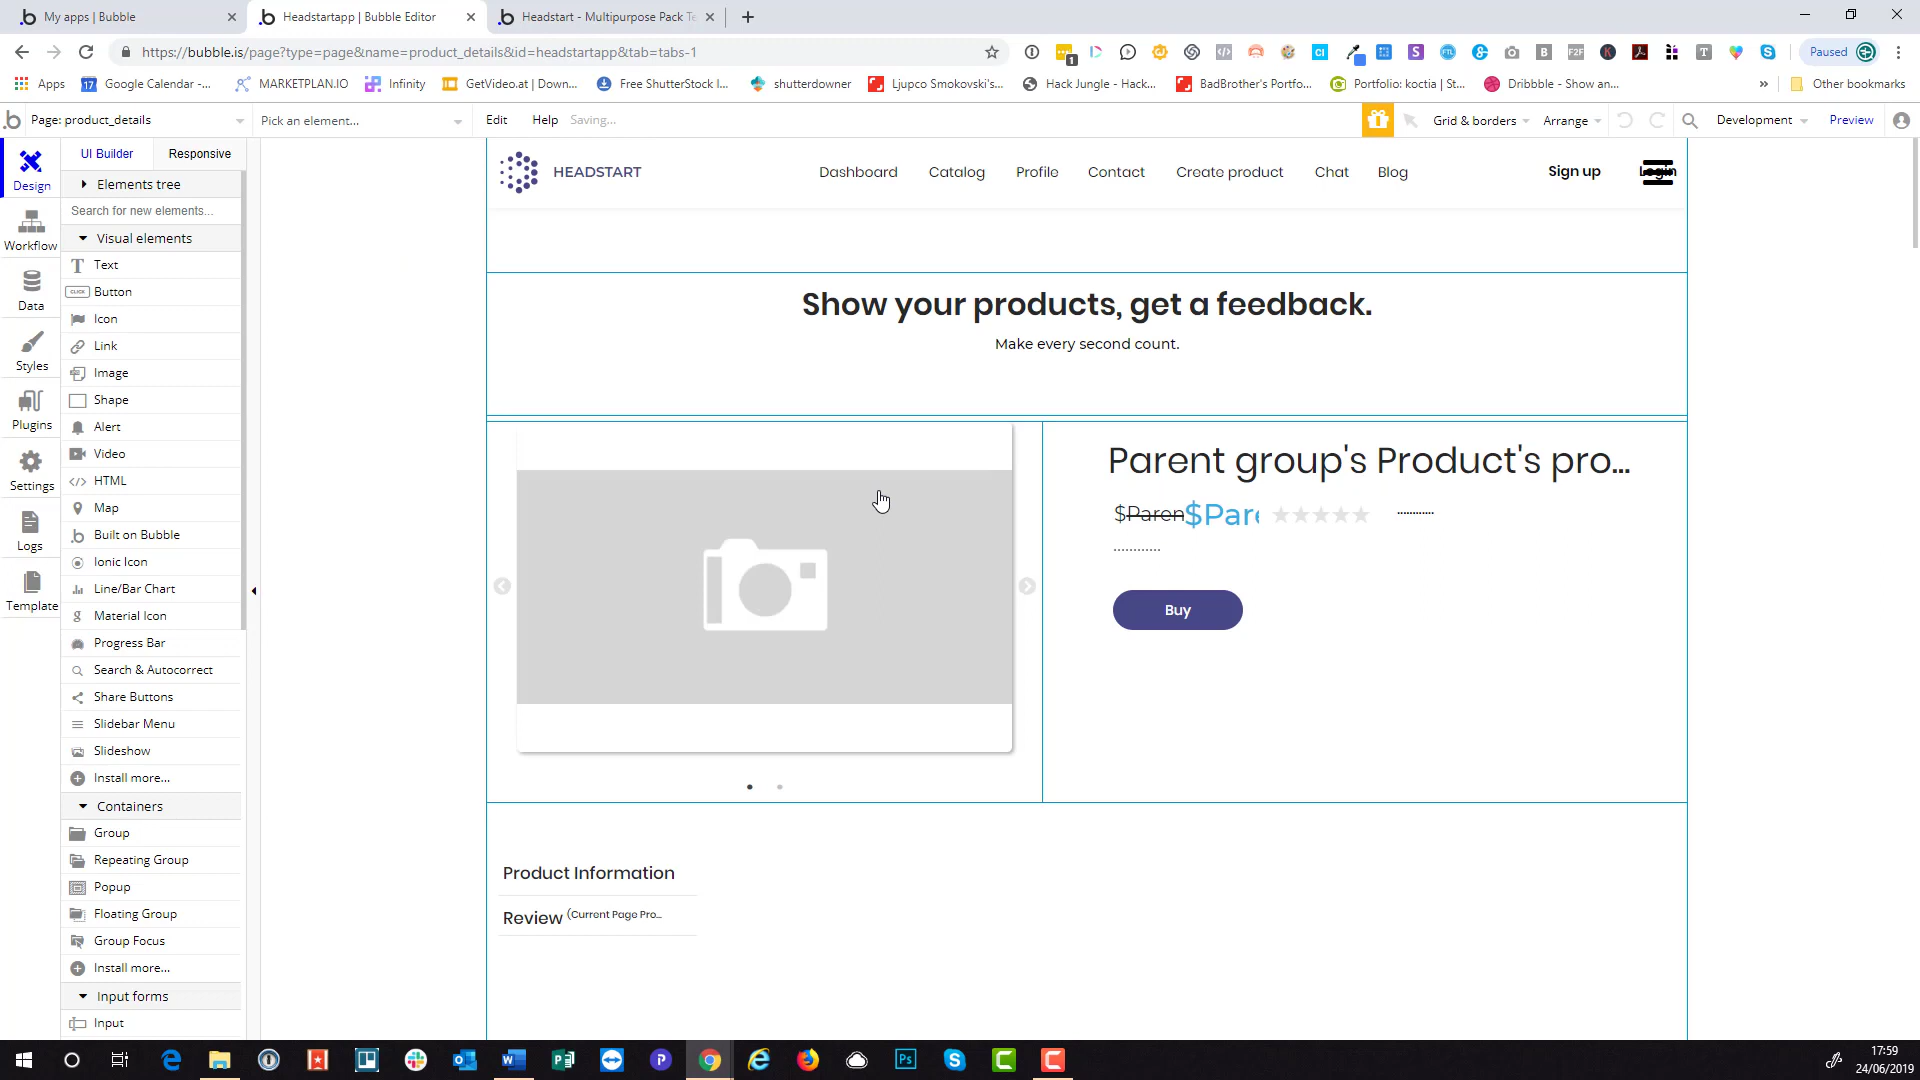 My apps | Bubble
Headstartapp | Bubble Editor
Headstart - Multipurpose Pack Te
https://bubble.is/page?type=page&name=product_details&id=headstartapp&tab=tabs-1
Paused
Apps
Google Calendar -...
MARKETPLAN.IO
Infinity
GetVideo.at | Down...
Free ShutterStock I...
shutterdowner
Ljupco Smokovski's...
Hack Jungle - Hack...
BadBrother's Portfo...
Portfolio: koctia | St...
Dribbble - Show an...
Other bookmarks
Page: product_details
Pick an element...
Edit
Help
Saving...
Grid & borders
Arrange
Development
Preview
Design
Workflow
Data
Styles
Plugins
Settings
Logs
Template
UI Builder
Responsive
Elements tree
Search for new elements...
Visual elements
Text
Button
Icon
Link
Image
Shape
Alert
Video
HTML
Map
Built on Bubble
Ionic Icon
Line/Bar Chart
Material Icon
Progress Bar
Search & Autocorrect
Share Buttons
Slidebar Menu
Slideshow
Install more...
Containers
Group
Repeating Group
Popup
Floating Group
Group Focus
Install more...
Input forms
Input
HEADSTART
Dashboard
Catalog
Profile
Contact
Create product
Chat
Blog
Sign up
Login
Show your products, get a feedback.
Make every second count.
Parent group's Product's pro...
$Paren
$Pare
Buy
Product Information
Review (Current Page Pro...
17:59
24/06/2019